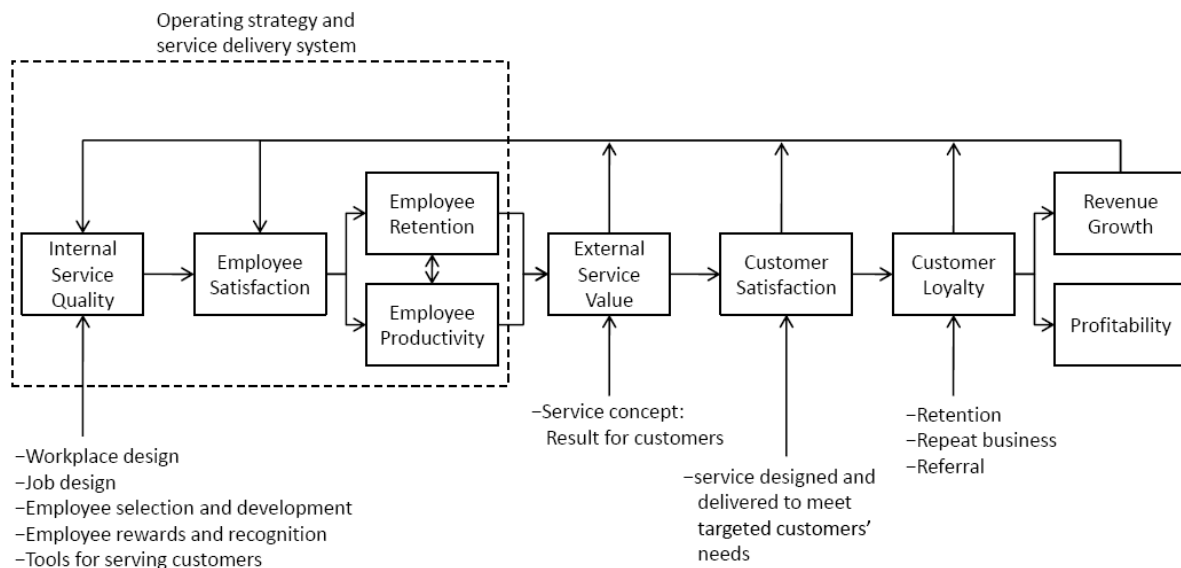 Operating strategy and
service delivery system
Internal
Service
Quality
Employee
Satisfaction
Employee
Retention
Employee
Productivity
External
Service
Value
Customer
Satisfaction
Customer
Loyalty
Revenue
Growth
Profitability
−Workplace design
−Job design
−Employee selection and development
−Employee rewards and recognition
−Tools for serving customers
−Service concept:
Result for customers
−service designed and
delivered to meet
targeted customers’
needs
−Retention
−Repeat business
−Referral